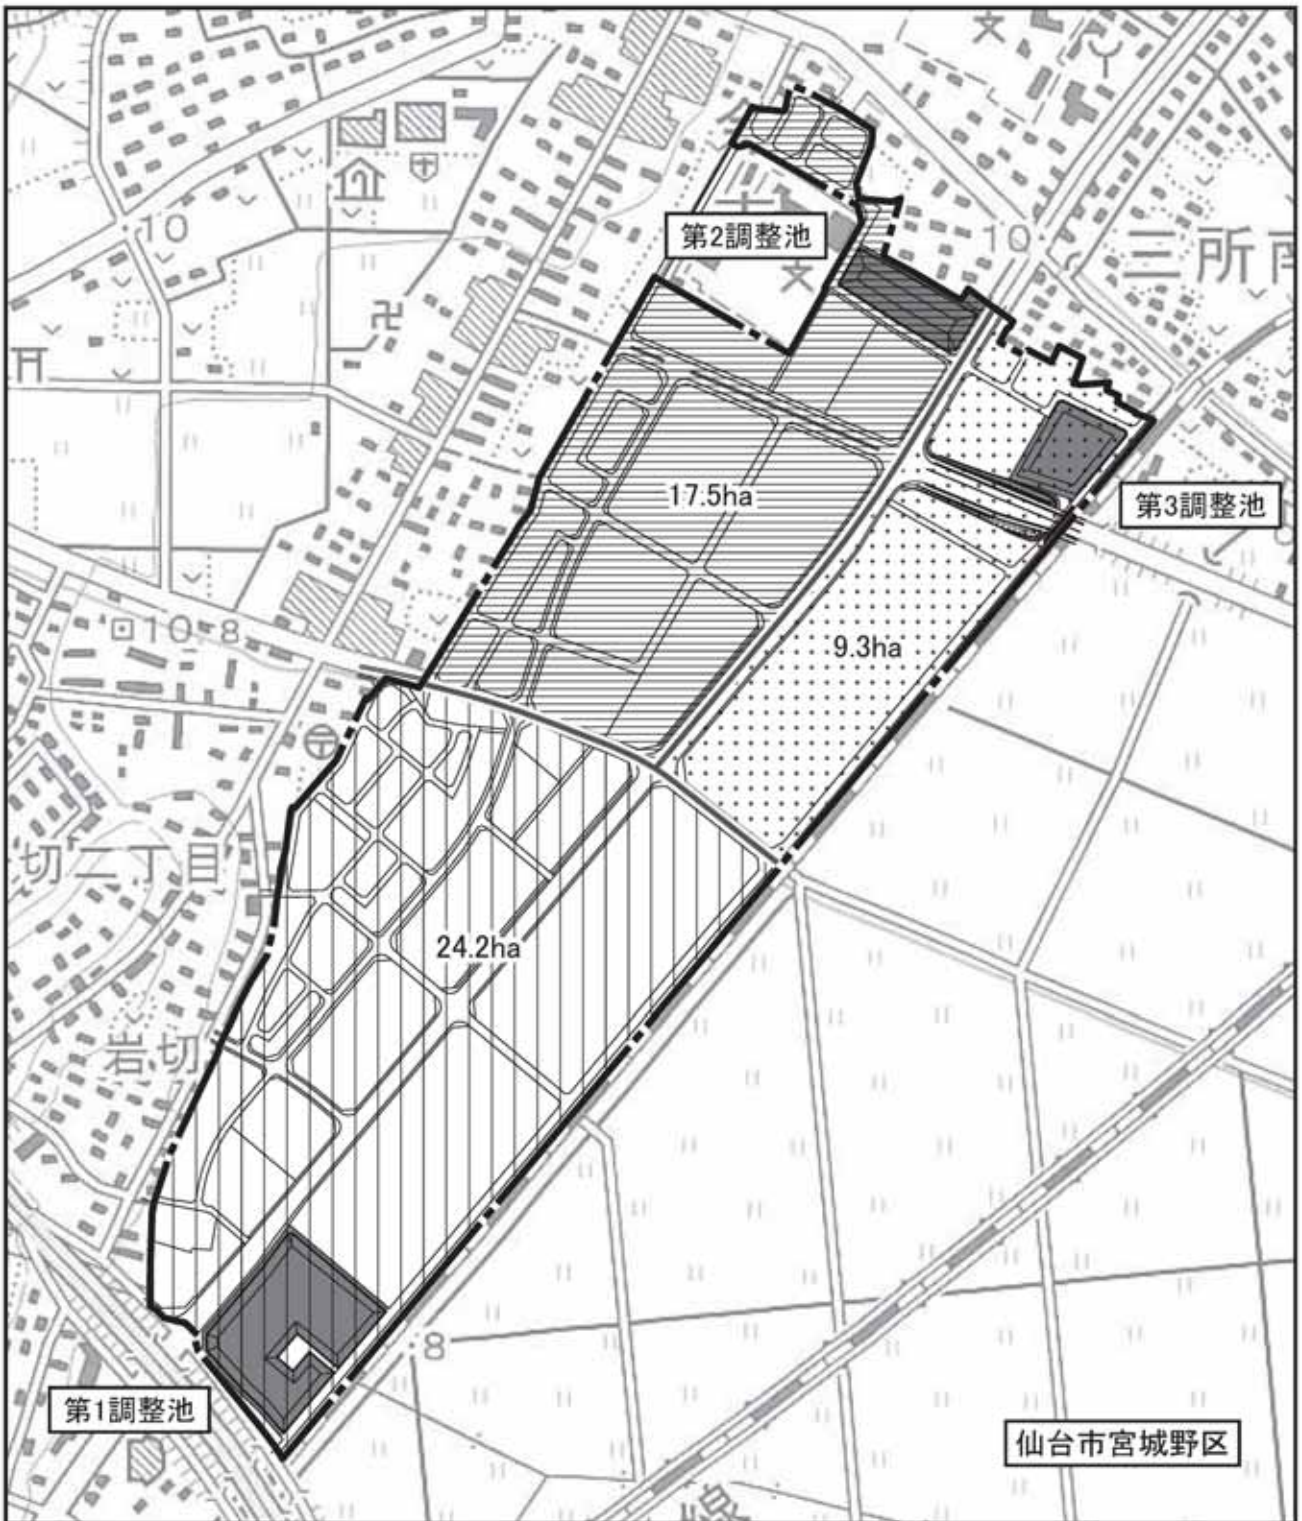 10
第2調整池
10
三所南
17.5ha
第3調整池
10.8
9.3ha
切二丁目
24.2ha
岩切
8
第1調整池
仙台市宮城野区
線